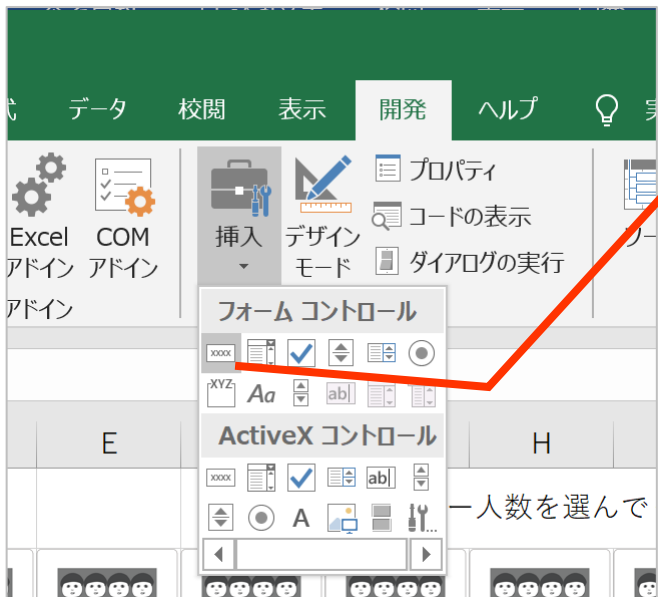 データ 校閲 表示 開発 ヘルプ
Excel アドイン
COM アドイン
挿入
デザイン モード
プロパティ
コードの表示
ダイアログの実行
アドイン
フォーム コントロール
xxxx
XYZ Aa ab|
ActiveX コントロール
xxxx ab|
A
E H
ー人数を選んで